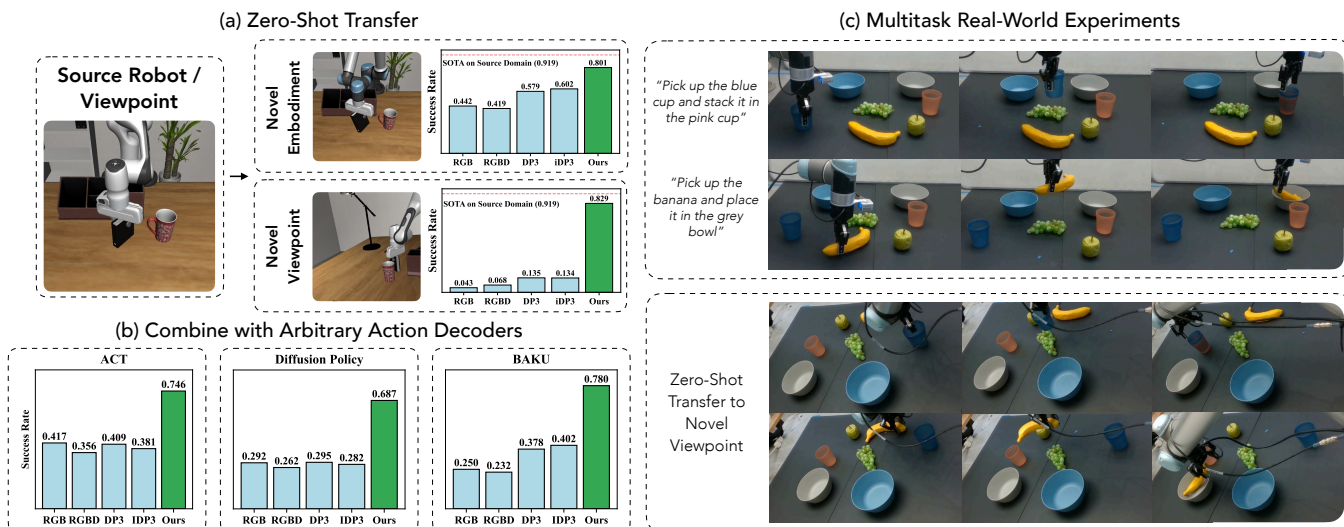 (a) Zero-Shot Transfer
Source Robot /
Viewpoint
Novel
Embodiment
Success Rate
SOTA on Source Domain (0.919)
0.442
0.419
0.579
0.602
0.801
RGB
RGBD
DP3
iDP3
Ours
Novel
Viewpoint
Success Rate
SOTA on Source Domain (0.919)
0.043
0.068
0.135
0.134
0.829
RGB
RGBD
DP3
iDP3
Ours
(b) Combine with Arbitrary Action Decoders
ACT
Success Rate
0.417
0.356
0.409
0.381
0.746
RGB
RGBD
DP3
IDP3
Ours
Diffusion Policy
0.292
0.262
0.295
0.282
0.687
RGB
RGBD
DP3
IDP3
Ours
BAKU
0.250
0.232
0.378
0.402
0.780
RGB
RGBD
DP3
IDP3
Ours
(c) Multitask Real-World Experiments
“Pick up the blue
cup and stack it in
the pink cup”
“Pick up the
banana and place
it in the grey
bowl”
Zero-Shot
Transfer to
Novel
Viewpoint